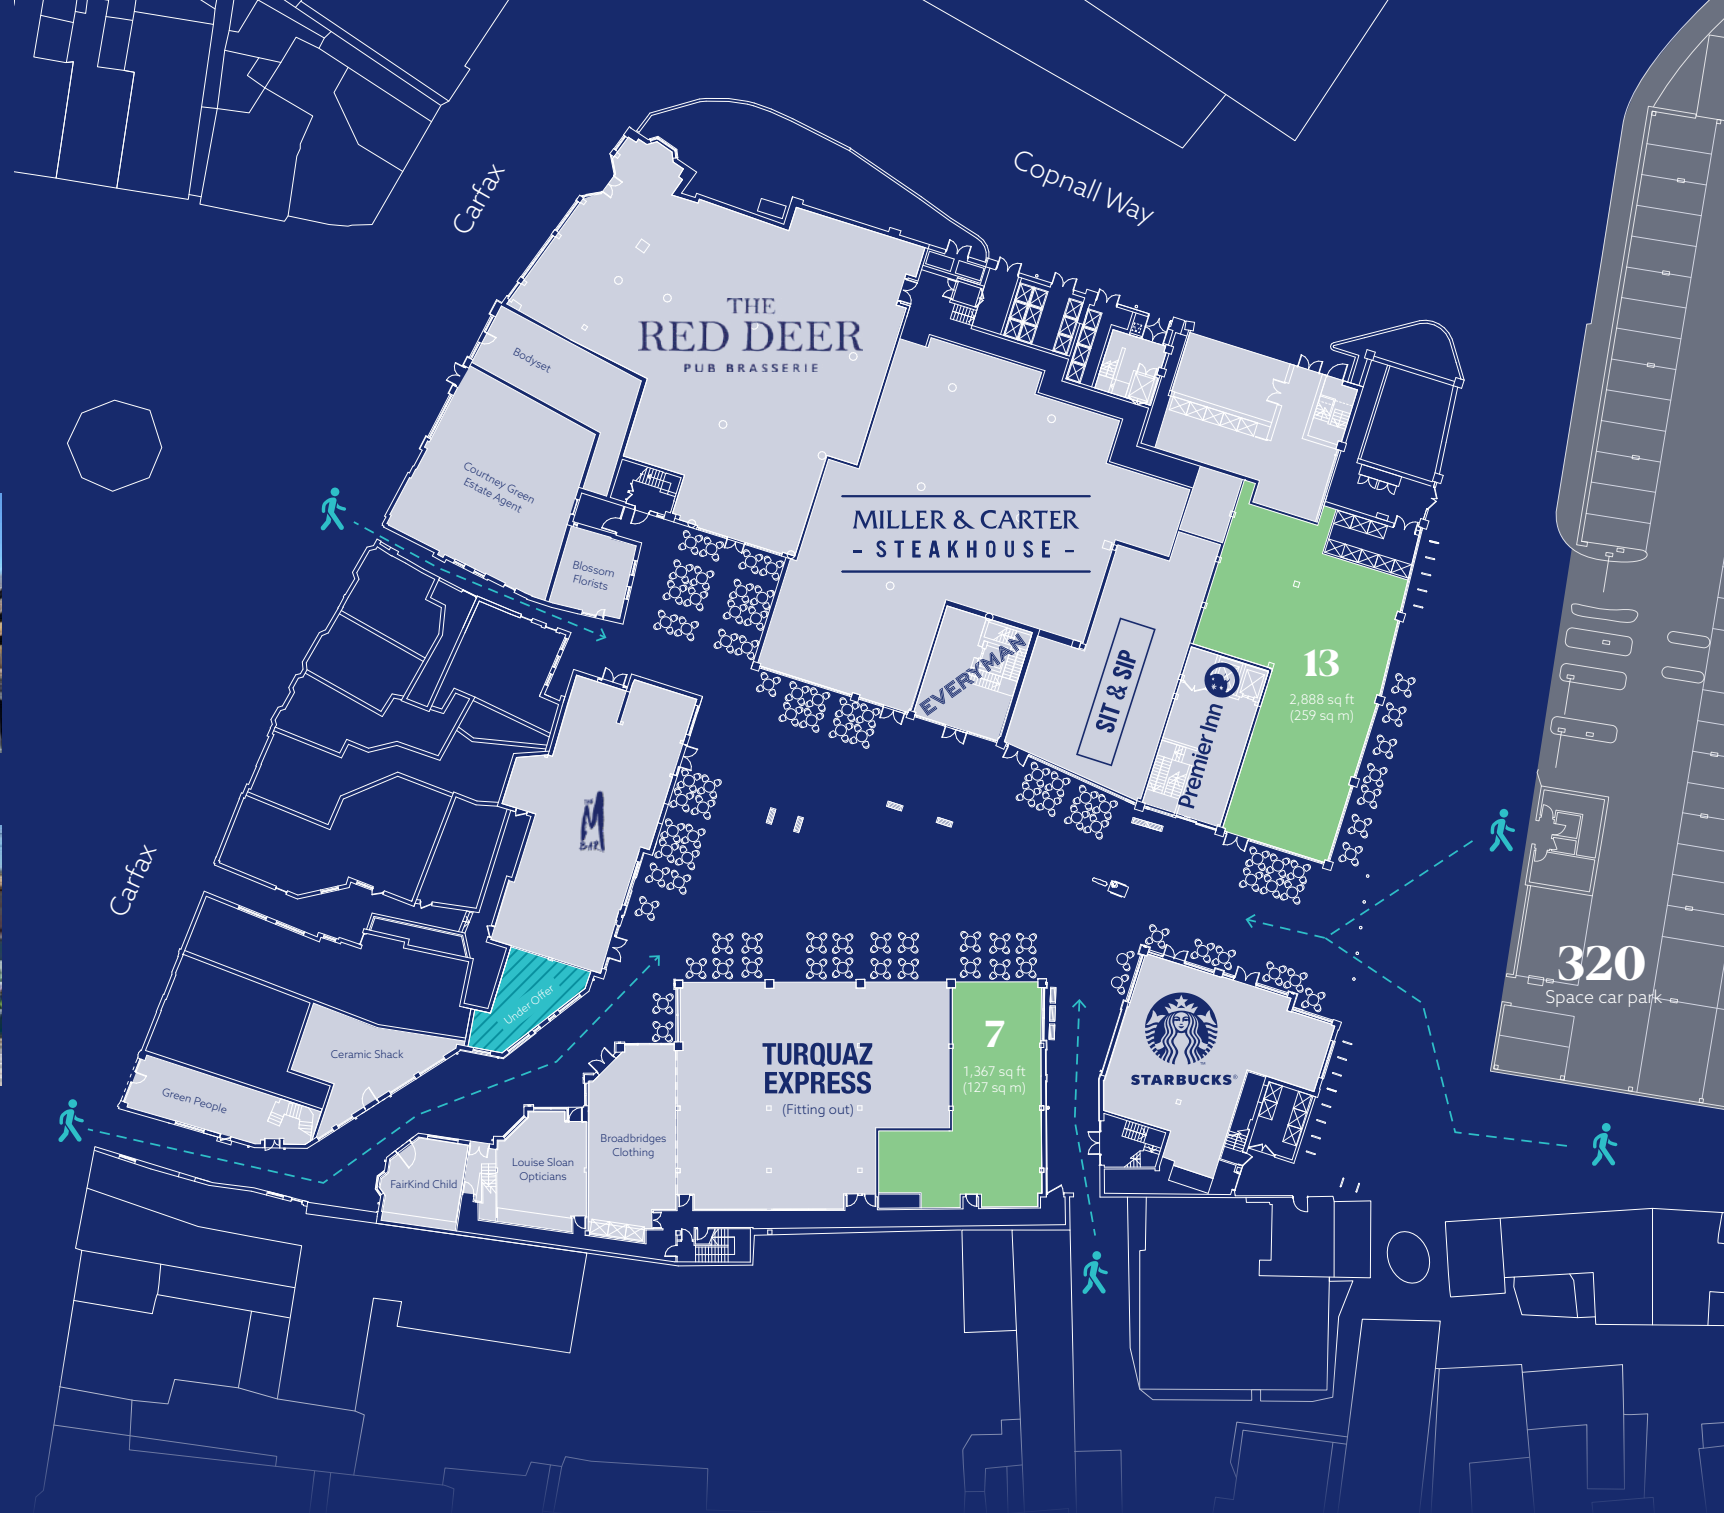 Copnall Way
Carfax
THE
RED DEER
PUB BRASSERIE
Bodyset
Courtney Green
Estate Agent
Blossom
Florists
MILLER & CARTER
- STEAKHOUSE -
EVERYMAN
SIT & SIP
Premier Inn
13
2,888 sq ft
(259 sq m)
THE
M
BAR
Carfax
320
Space car park
Under Offer
Ceramic Shack
Green People
FairKind Child
Louise Sloan
Opticians
Broadbridges
Clothing
TURQUAZ
EXPRESS
(Fitting out)
7
1,367 sq ft
(127 sq m)
STARBUCKS®